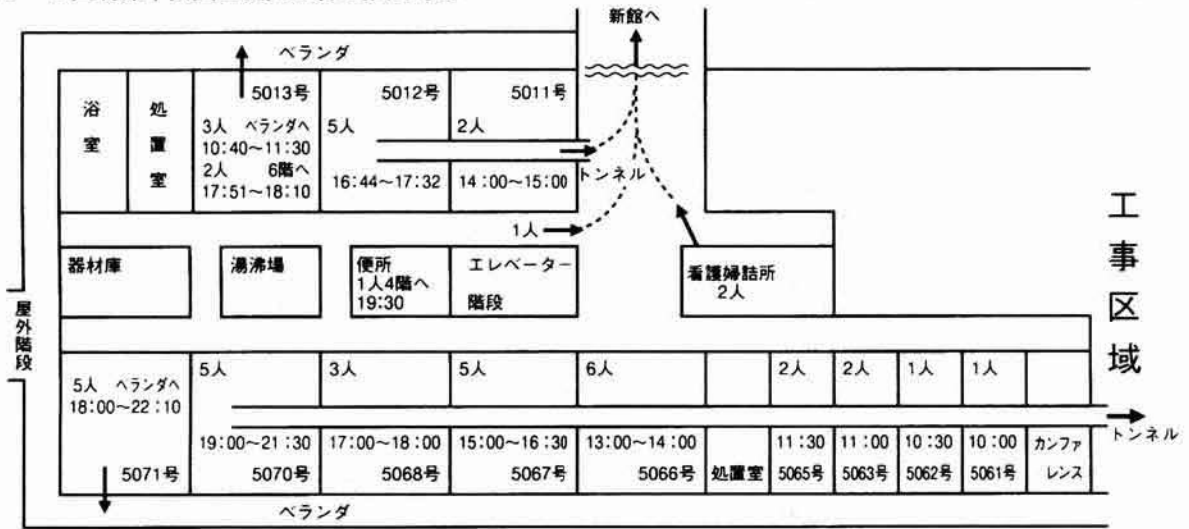 新館へ
ベランダ
浴室
処置室
5013号
3人 ベランダへ
10:40～11:30
2人 6階へ
17:51～18:10
5012号
5人
16:44～17:32
5011号
2人
14:00～15:00
トンネル
1人
工事区域
器材庫
湯沸場
便所
1人4階へ
19:30
エレベーター
階段
看護婦詰所
2人
屋外階段
5人 ベランダへ
18:00～22:10
5071号
5人
19:00～21:30
5070号
3人
17:00～18:00
5068号
5人
15:00～16:30
5067号
6人
13:00～14:00
5066号
処置室
2人
11:30
5065号
2人
11:00
5063号
1人
10:30
5062号
1人
10:00
5061号
カンファ
レンス
トンネル
ベランダ